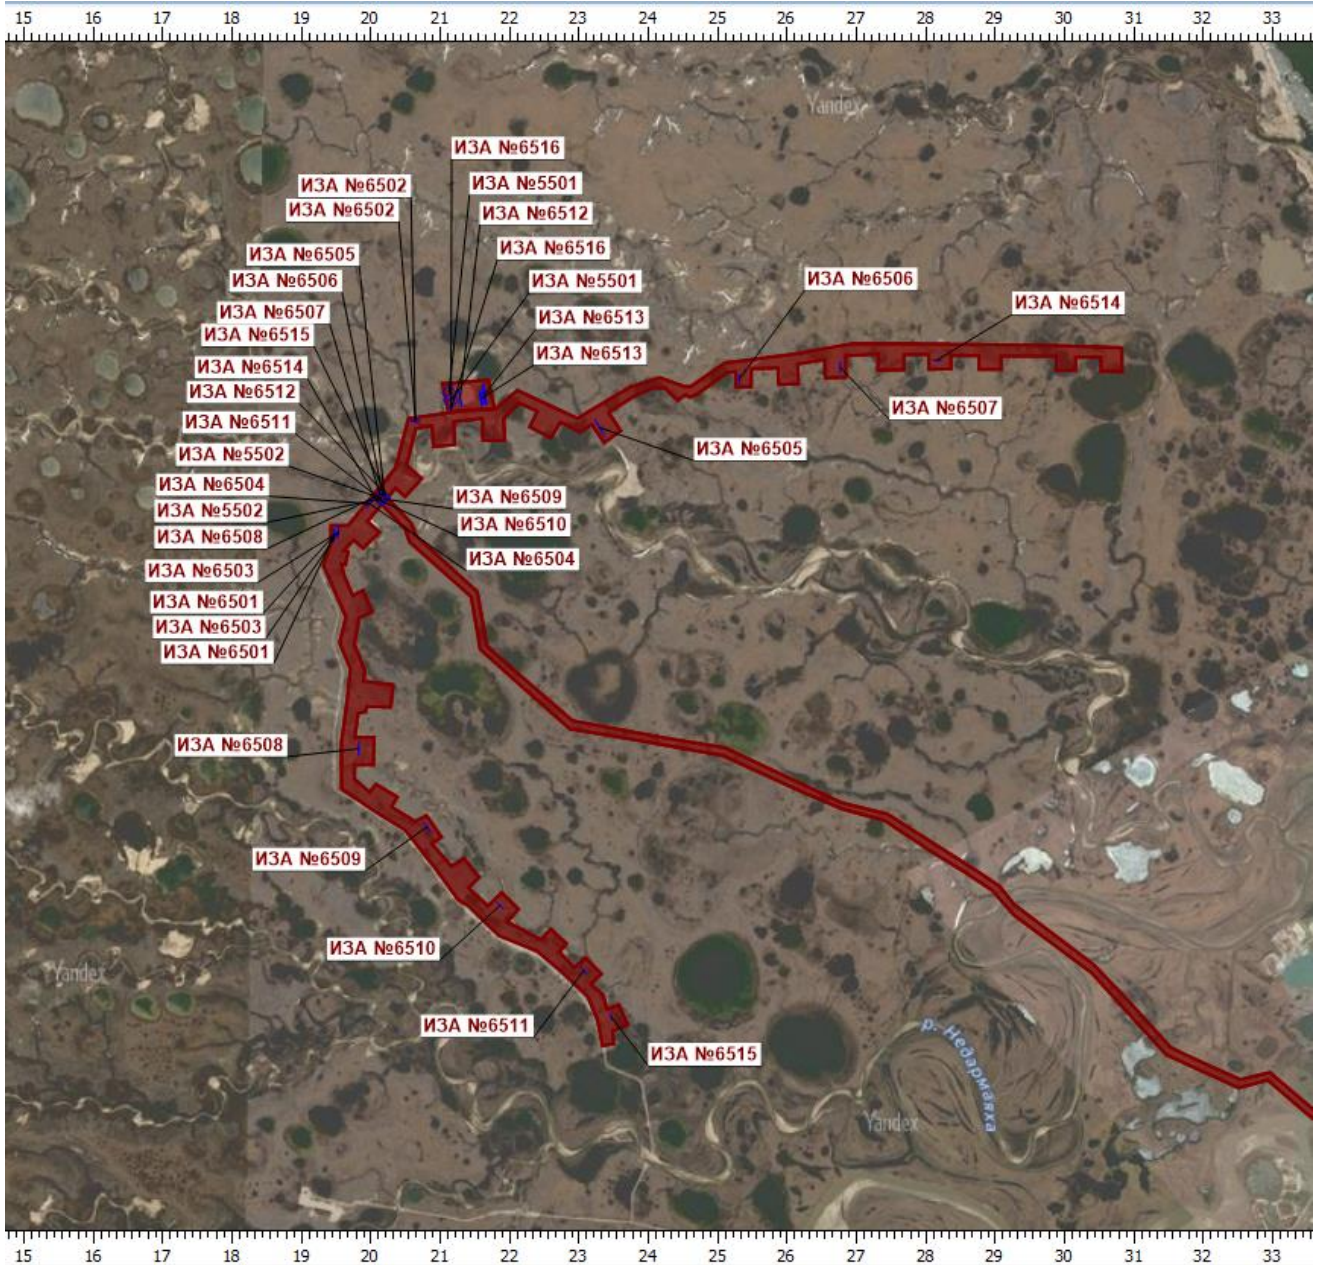 15 16 17 18 19 20 21 22 23 24 25 26 27 28 29 30 31 32 33
Yandex
ИЗА №6516
ИЗА №6502
ИЗА №5501
ИЗА №6502
ИЗА №6512
ИЗА №6505
ИЗА №6516
ИЗА №6506
ИЗА №5501
ИЗА №6506
ИЗА №6514
ИЗА №6507
ИЗА №6513
ИЗА №6515
ИЗА №6513
ИЗА №6514
ИЗА №6512
ИЗА №6507
ИЗА №6511
ИЗА №6505
ИЗА №5502
ИЗА №6504
ИЗА №6509
ИЗА №5502
ИЗА №6510
ИЗА №6508
ИЗА №6504
ИЗА №6503
ИЗА №6501
ИЗА №6503
ИЗА №6501
ИЗА №6508
ИЗА №6509
ИЗА №6510
Yandex
ИЗА №6511
ИЗА №6515
р. Недармаяха
Yandex
15 16 17 18 19 20 21 22 23 24 25 26 27 28 29 30 31 32 33